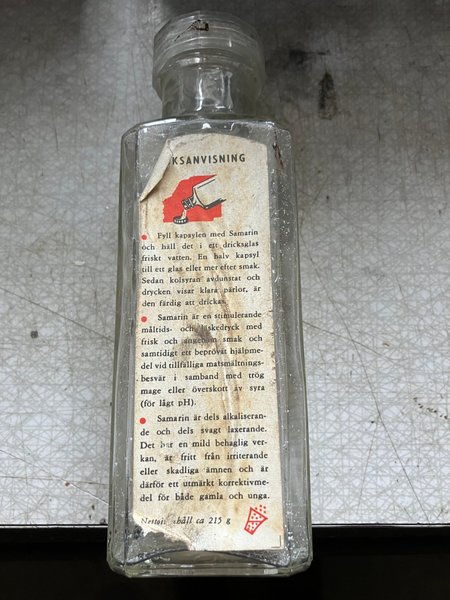 KSANVISNING
Fyll kapsylen med Samarin
och häll det i ett dricksglas
friskt vatten. En halv kapsyl
till ett glas eller mer efter smak.
Sedan kolsyran avdunstat och
drycken visar klara pärlor, är
den färdig att drickas.
Samarin är en stimulerande
måltids- och läskedryck med
frisk och angenäm smak och
samtidigt ett beprövat hjälpme-
del vid tillfälliga matsmältnings-
besvär i samband med trög
mage eller överskott av syra
(för lågt pH).
Samarin är dels alkaliseran-
de och dels svagt laxerande.
Det har en mild behaglig ver-
kan, är fritt från irriterande
eller skadliga ämnen och är
därför ett utmärkt korrektivme-
del för både gamla och unga.
håll ca 215 g